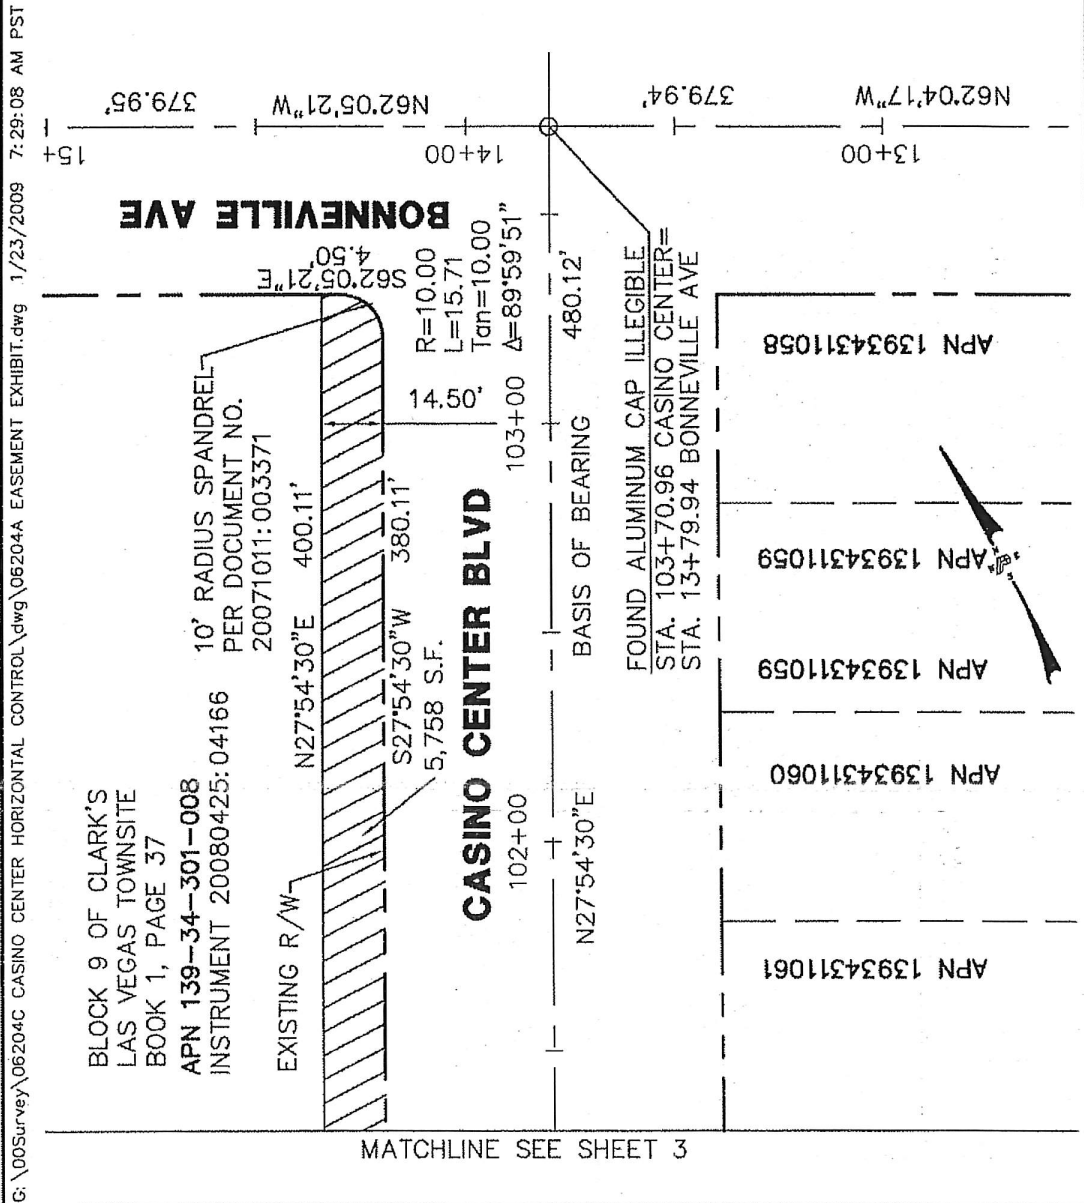 G: \00Survey\06204C CASINO CENTER HORIZONTAL CONTROL\dwg\06204A EASEMENT EXHIBIT.dwg 1/23/2009 7:29:08 AM PST
379.95'
N62°05'21"W
379.94'
N62°04'17"W
15+
14+00
13+00
BONNEVILLE AVE
S62°05'21"E
4.50'
R=10.00
L=15.71
Tan=10.00
Δ=89°59'51"
480.12'
10' RADIUS SPANDREL
PER DOCUMENT NO.
20071011:003371
14.50'
103+00
N27°54'30"E 400.11'
S27°54'30"W 380.11'
5,758 S.F.
CASINO CENTER BLVD
BASIS OF BEARING
FOUND ALUMINUM CAP ILLEGIBLE
STA. 103+70.96 CASINO CENTER=
STA. 13+79.94 BONNEVILLE AVE
BLOCK 9 OF CLARK'S
LAS VEGAS TOWNSITE
BOOK 1, PAGE 37
APN 139-34-301-008
INSTRUMENT 20080425:04166
EXISTING R/W
102+00
N27°54'30"E
APN 13934311058
APN 13934311059
APN 13934311059
APN 13934311060
APN 13934311061
MATCHLINE SEE SHEET 3